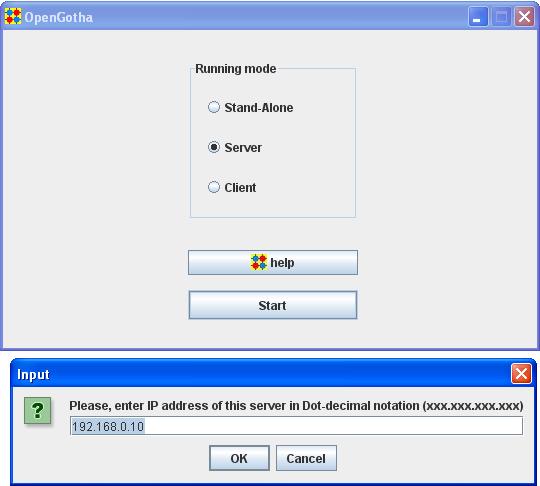 OpenGotha
Running mode
Stand-Alone
Server
Client
help
Start
Input
?
Please, enter IP address of this server in Dot-decimal notation (xxx.xxx.xxx.xxx)
192.168.0.10
OK Cancel